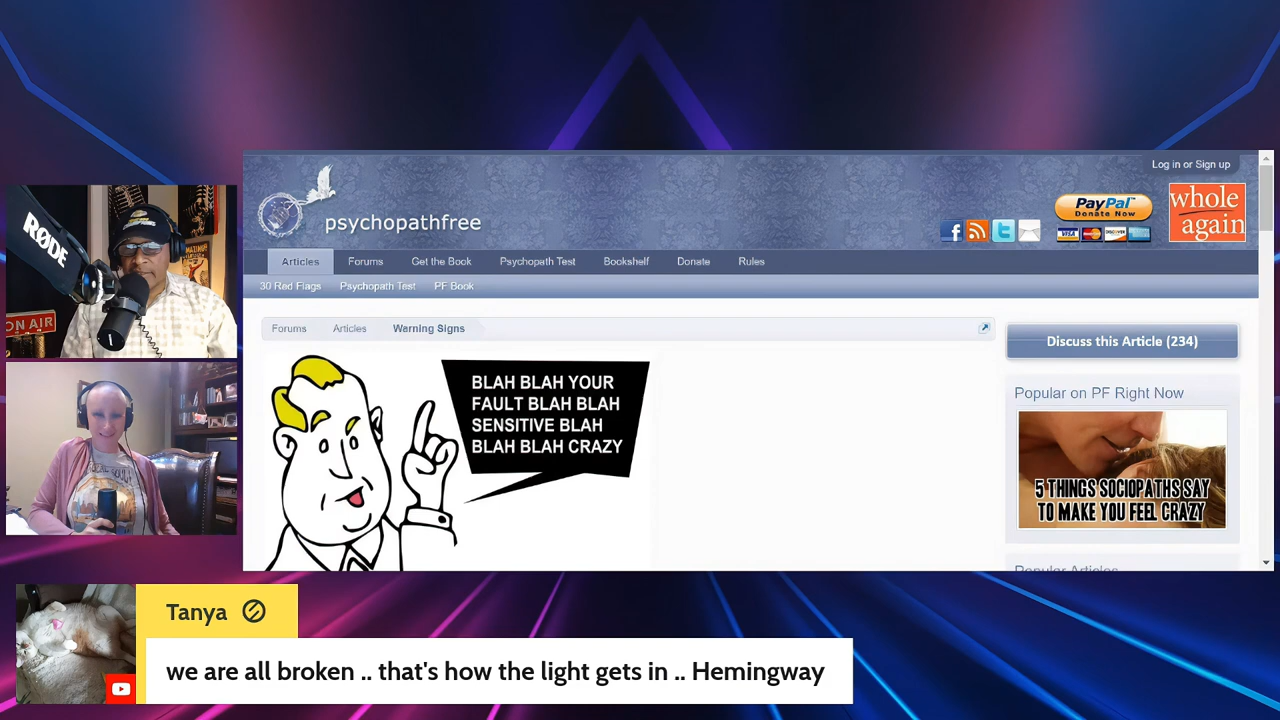 Log in or Sign up
psychopathfree
PayPal
Donate Now
VISA
DISCOVER
whole
again
Articles Forums Get the Book Psychopath Test Bookshelf Donate Rules
30 Red Flags Psychopath Test PF Book
Forums Articles Warning Signs
Discuss this Article (234)
BLAH BLAH YOUR
FAULT BLAH BLAH
SENSITIVE BLAH
BLAH BLAH CRAZY
Popular on PF Right Now
5 THINGS SOCIOPATHS SAY
TO MAKE YOU FEEL CRAZY
Popular Articles
RØDE
ON AIR
Tanya
we are all broken .. that's how the light gets in .. Hemingway